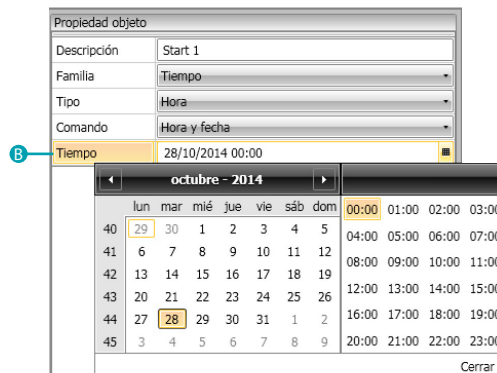 Propiedad objeto
Descripción Start 1
Familia Tiempo
Tipo Hora
Comando Hora y fecha
B Tiempo 28/10/2014 00:00
octubre - 2014
lun mar mié jue vie sáb dom
40 29 30 1 2 3 4 5
41 6 7 8 9 10 11 12
42 13 14 15 16 17 18 19
43 20 21 22 23 24 25 26
44 27 28 29 30 31 1 2
45 3 4 5 6 7 8 9
00:00 01:00 02:00 03:00
04:00 05:00 06:00 07:00
08:00 09:00 10:00 11:00
12:00 13:00 14:00 15:00
16:00 17:00 18:00 19:00
20:00 21:00 22:00 23:00
Cerrar